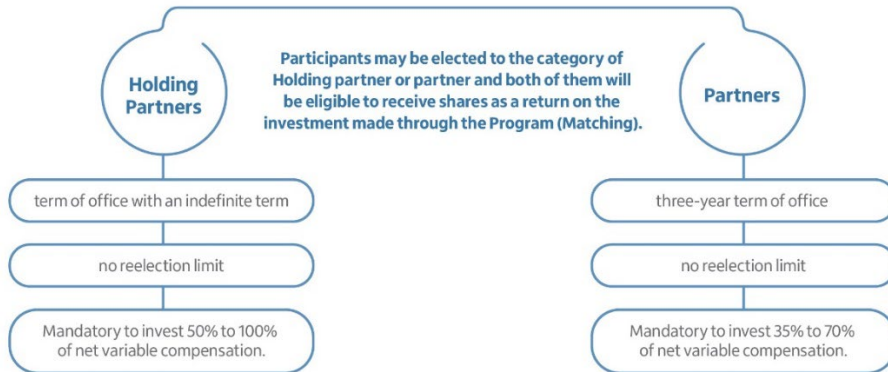 Holding
Partners
Participants may be elected to the category of
Holding partner or partner and both of them will
be eligible to receive shares as a return on the
investment made through the Program (Matching).
Partners
term of office with an indefinite term
no reelection limit
Mandatory to invest 50% to 100%
of net variable compensation.
three-year term of office
no reelection limit
Mandatory to invest 35% to 70%
of net variable compensation.